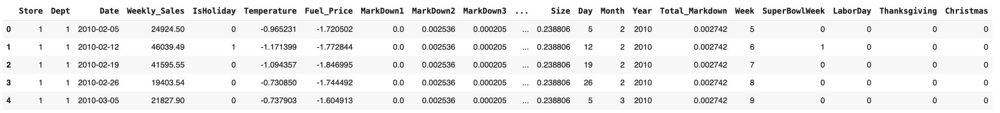 Store Dept Date Weekly_Sales IsHoliday Temperature Fuel_Price MarkDown1 MarkDown2 MarkDown3 ... Size Day Month Year Total_Markdown Week SuperBowlWeek LaborDay Thanksgiving Christmas
0 1 1 2010-02-05 24924.50 0 -0.965231 -1.720502 0.0 0.002536 0.000205 ... 0.238806 5 2 2010 0.002742 5 0 0 0 0
1 1 1 2010-02-12 46039.49 1 -1.171399 -1.772844 0.0 0.002536 0.000205 ... 0.238806 12 2 2010 0.002742 6 1 0 0 0
2 1 1 2010-02-19 41595.55 0 -1.094357 -1.846995 0.0 0.002536 0.000205 ... 0.238806 19 2 2010 0.002742 7 0 0 0 0
3 1 1 2010-02-26 19403.54 0 -0.730850 -1.744492 0.0 0.002536 0.000205 ... 0.238806 26 2 2010 0.002742 8 0 0 0 0
4 1 1 2010-03-05 21827.90 0 -0.737903 -1.604913 0.0 0.002536 0.000205 ... 0.238806 5 3 2010 0.002742 9 0 0 0 0